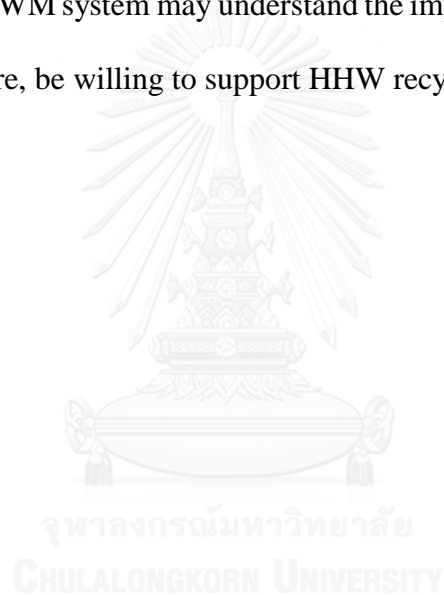 WM system may understand the im
re, be willing to support HHW recy
จุฬาลงกรณ์มหาวิทยาลัย
CHULALONGKORN UNIVERSITY